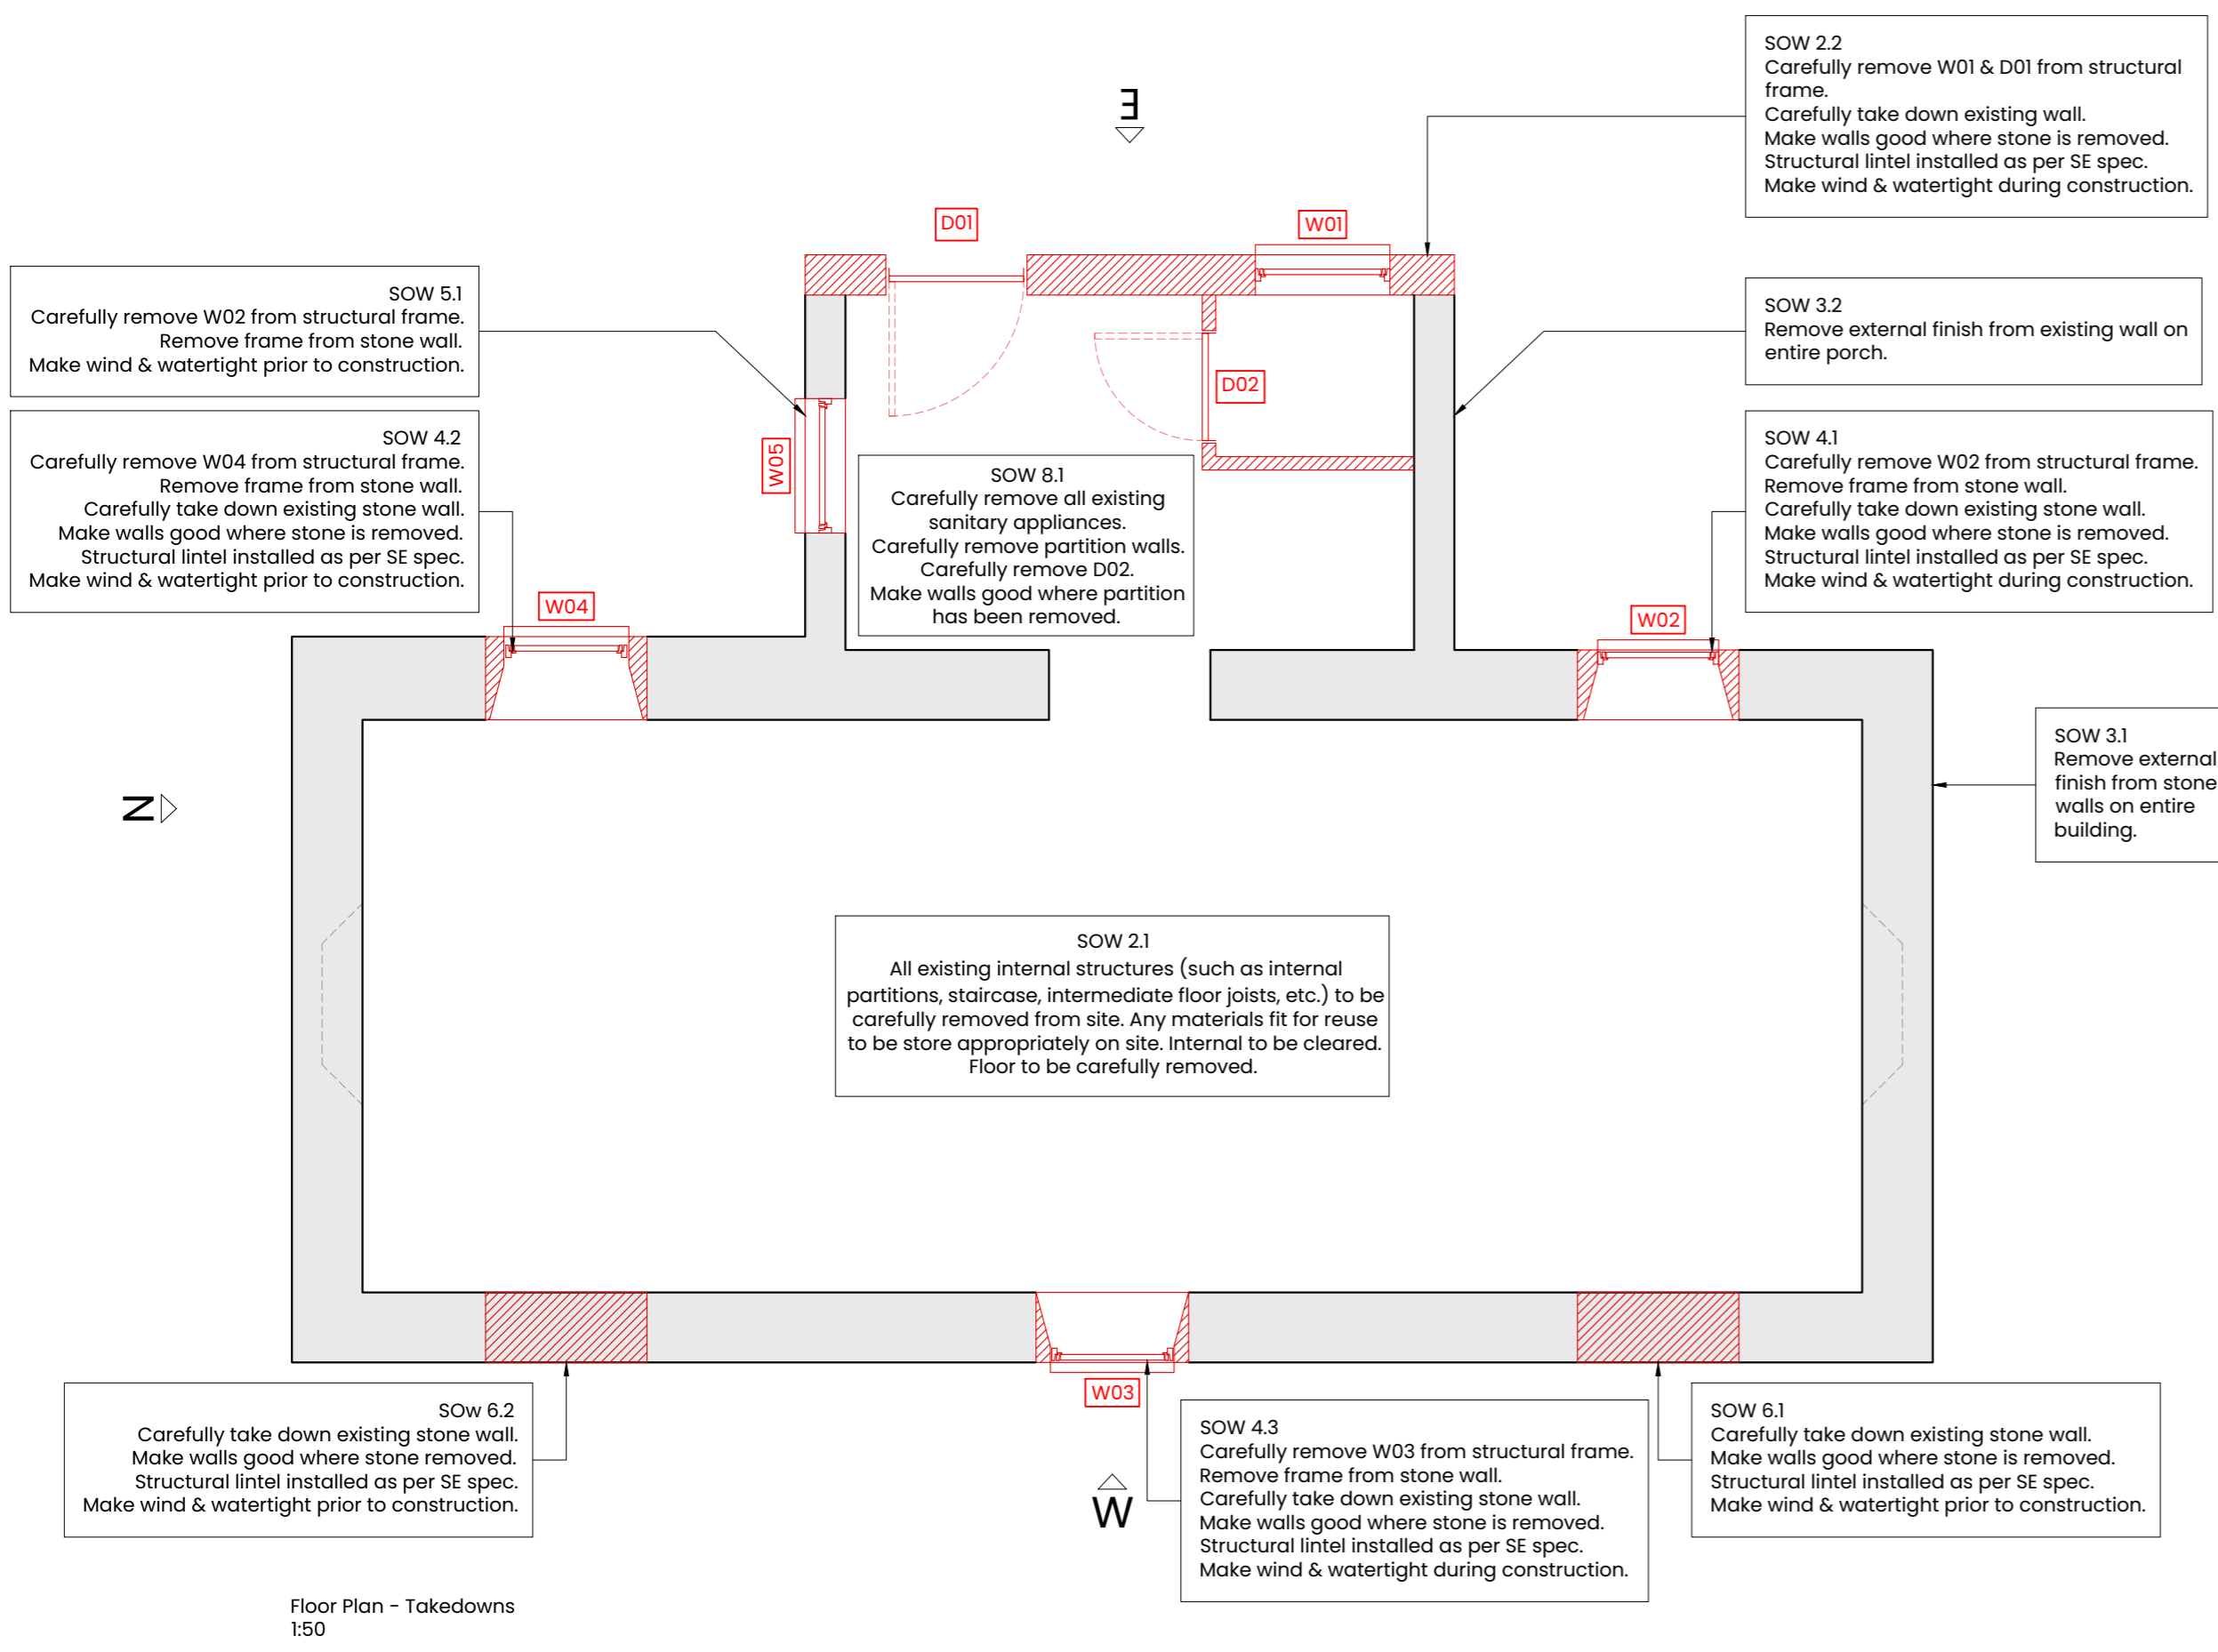 SOW 2.2
Carefully remove W01 & D01 from structural
frame.
Carefully take down existing wall.
Make walls good where stone is removed.
Structural lintel installed as per SE spec.
Make wind & watertight during construction.
E
D01
W01
SOW 5.1
Carefully remove W02 from structural frame.
Remove frame from stone wall.
Make wind & watertight prior to construction.
SOW 3.2
Remove external finish from existing wall on
entire porch.
D02
SOW 4.2
Carefully remove W04 from structural frame.
Remove frame from stone wall.
Carefully take down existing stone wall.
Make walls good where stone is removed.
Structural lintel installed as per SE spec.
Make wind & watertight prior to construction.
W05
SOW 8.1
Carefully remove all existing
sanitary appliances.
Carefully remove partition walls.
Carefully remove D02.
Make walls good where partition
has been removed.
SOW 4.1
Carefully remove W02 from structural frame.
Remove frame from stone wall.
Carefully take down existing stone wall.
Make walls good where stone is removed.
Structural lintel installed as per SE spec.
Make wind & watertight during construction.
W04
W02
SOW 3.1
Remove external
finish from stone
walls on entire
building.
N
SOW 2.1
All existing internal structures (such as internal
partitions, staircase, intermediate floor joists, etc.) to be
carefully removed from site. Any materials fit for reuse
to be store appropriately on site. Internal to be cleared.
Floor to be carefully removed.
W03
SOw 6.2
Carefully take down existing stone wall.
Make walls good where stone removed.
Structural lintel installed as per SE spec.
Make wind & watertight prior to construction.
W
SOW 4.3
Carefully remove W03 from structural frame.
Remove frame from stone wall.
Carefully take down existing stone wall.
Make walls good where stone is removed.
Structural lintel installed as per SE spec.
Make wind & watertight during construction.
SOW 6.1
Carefully take down existing stone wall.
Make walls good where stone is removed.
Structural lintel installed as per SE spec.
Make wind & watertight prior to construction.
Floor Plan - Takedowns
1:50